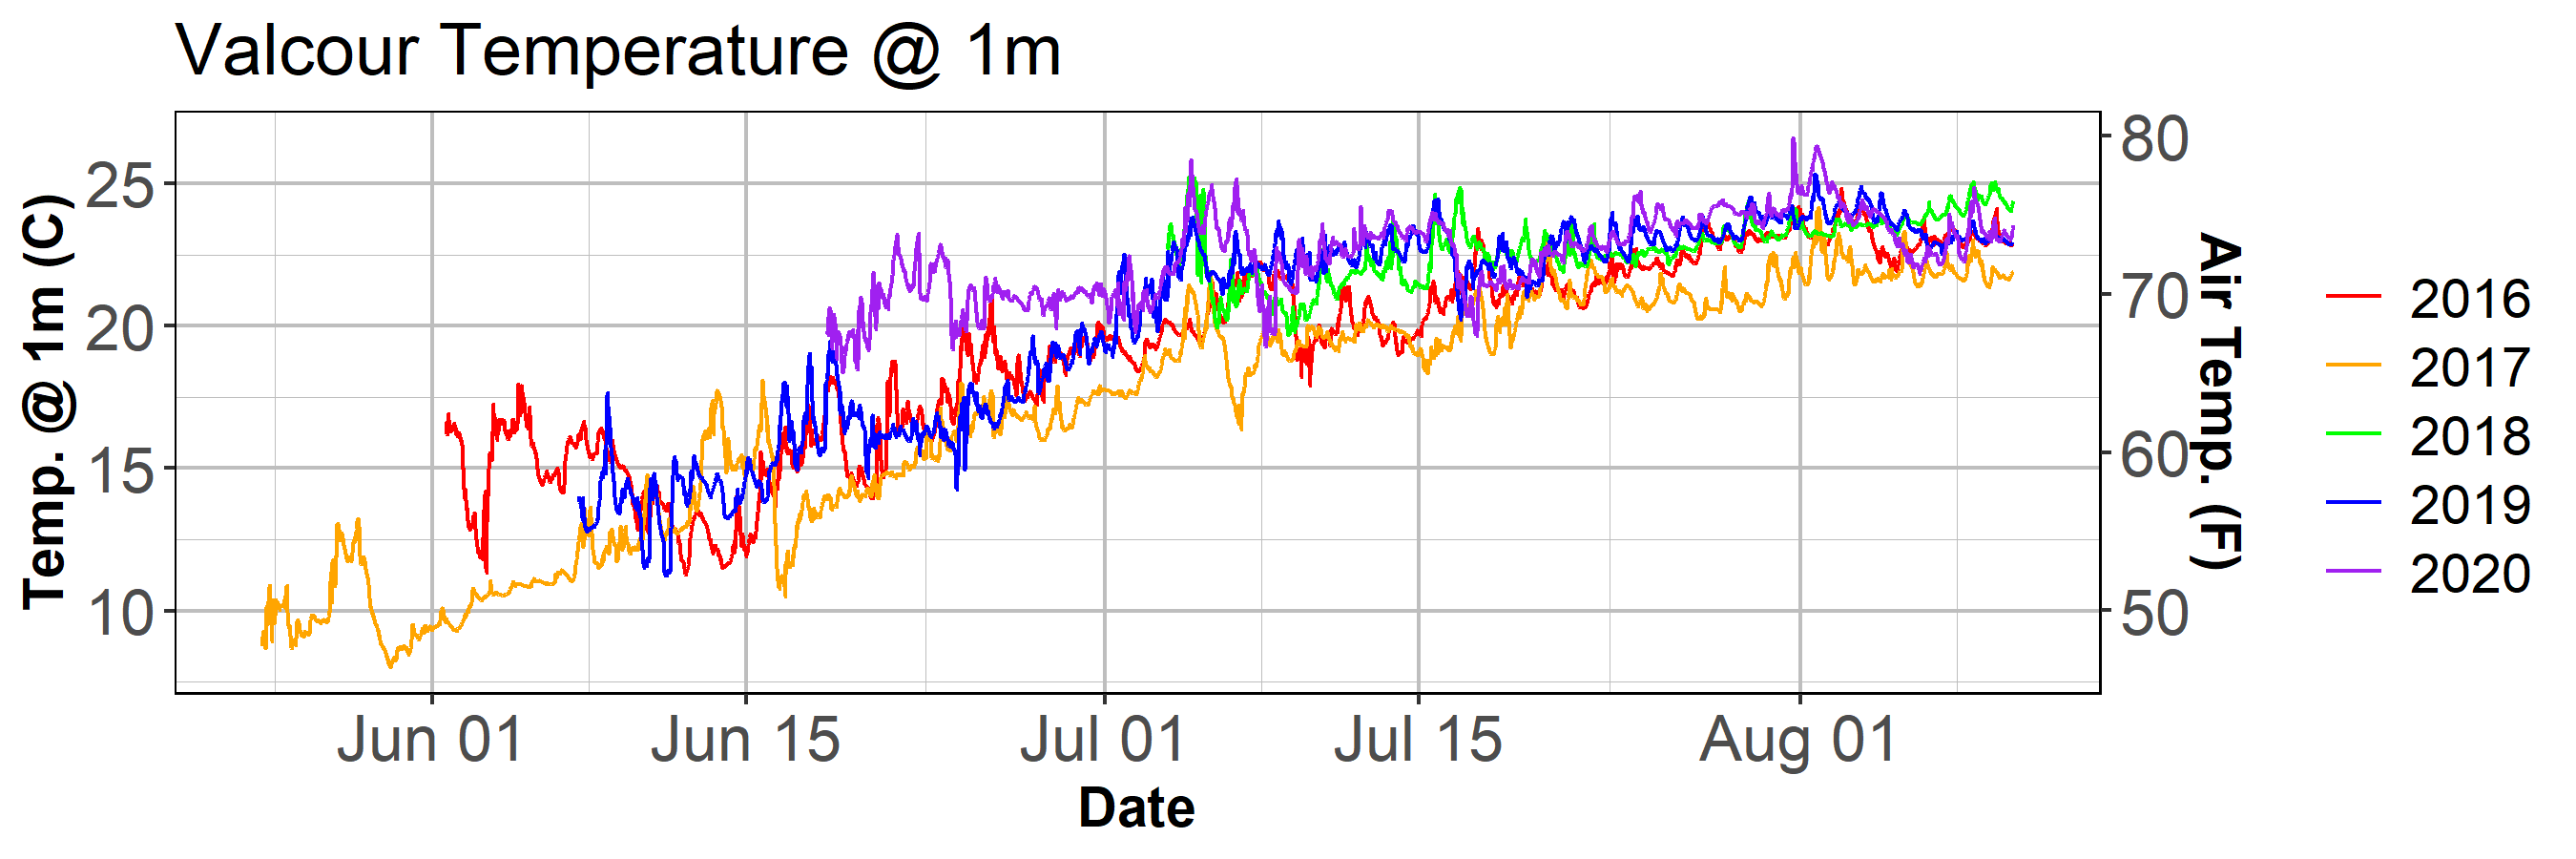 Valcour Temperature @ 1m
Temp. @ 1m (C)
25
20
15
10
80
70
60
50
Air Temp. (F)
Jun 01
Jun 15
Jul 01
Jul 15
Aug 01
Date
2016
2017
2018
2019
2020